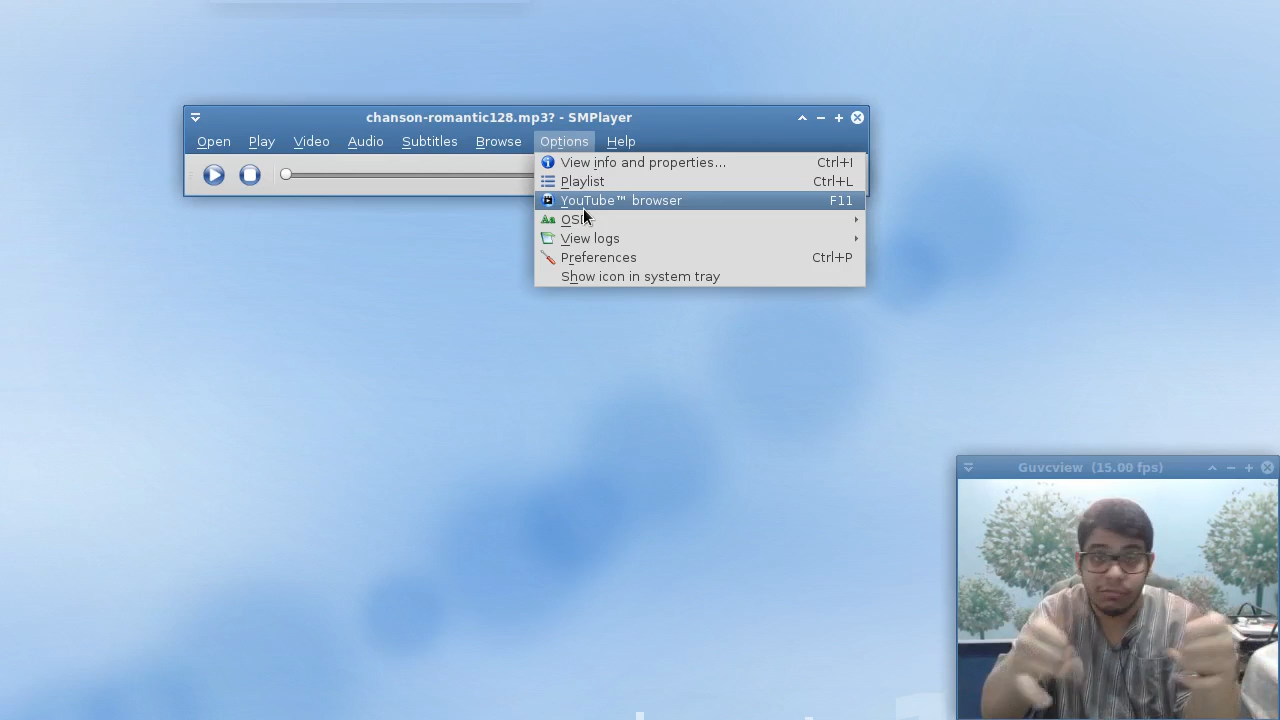 chanson-romantic128.mp3? - SMPlayer
Open Play Video Audio Subtitles Browse Options Help
View info and properties... Ctrl+I
Playlist Ctrl+L
YouTube™ browser F11
View logs
Preferences Ctrl+P
Show icon in system tray
Guvcview (15.00 fps)